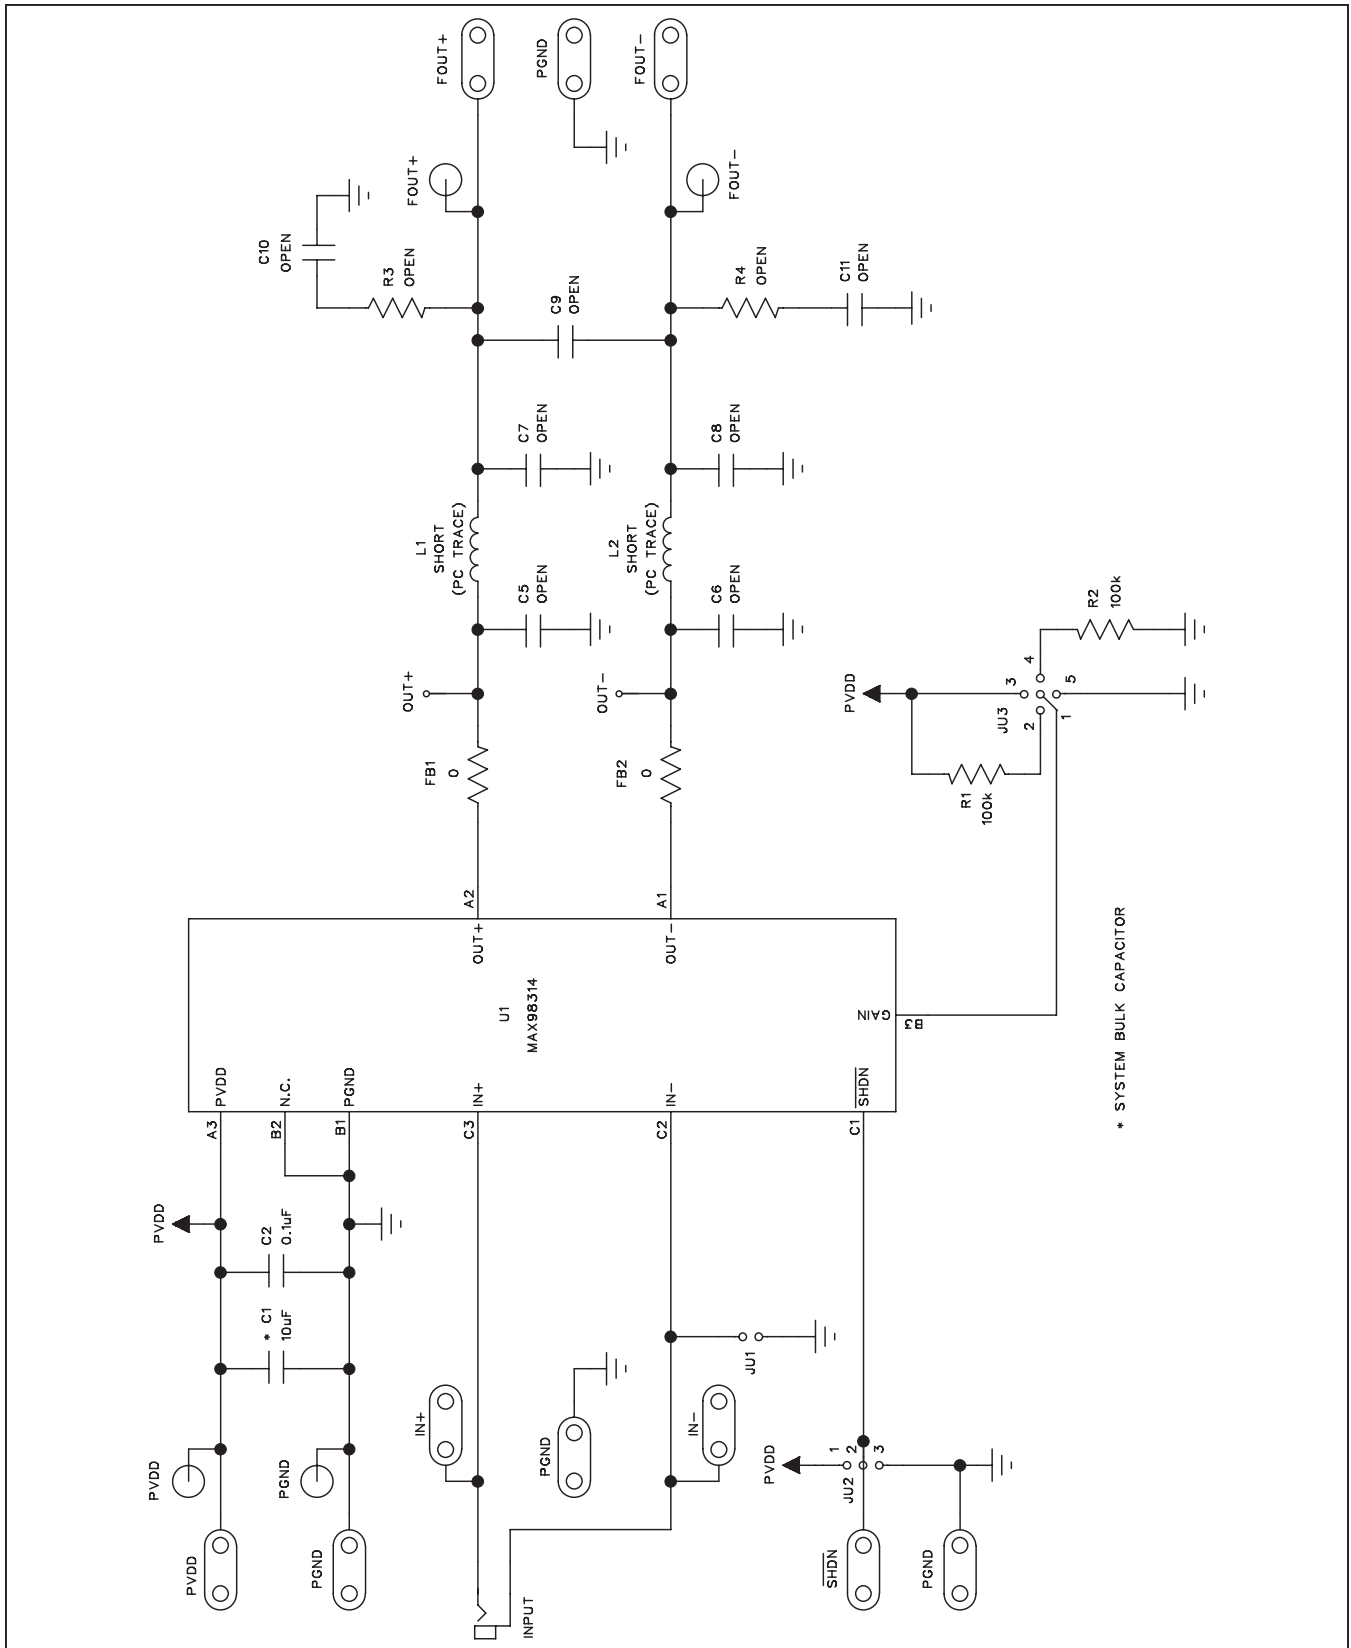 FOUT+
PGND
FOUT-
FOUT+
FOUT-
C10
OPEN
R3
OPEN
C9
OPEN
R4
OPEN
C11
OPEN
C7
OPEN
C8
OPEN
L1
SHORT
(PC TRACE)
L2
SHORT
(PC TRACE)
C5
OPEN
C6
OPEN
R2
100k
OUT+
OUT-
PVDD
3
4
JU3
5
2
1
FB1
0
FB2
0
R1
100k
A2
A1
OUT+
OUT-
U1
MAX98314
GAIN
B3
PVDD
N.C.
PGND
IN+
IN-
SHDN
A3
B2
B1
C3
C2
C1
* SYSTEM BULK CAPACITOR
PVDD
C2
0.1uF
* C1
10uF
JU1
IN+
PGND
IN-
PVDD
1
2
3
JU2
PVDD
PGND
PVDD
PGND
SHDN
PGND
INPUT